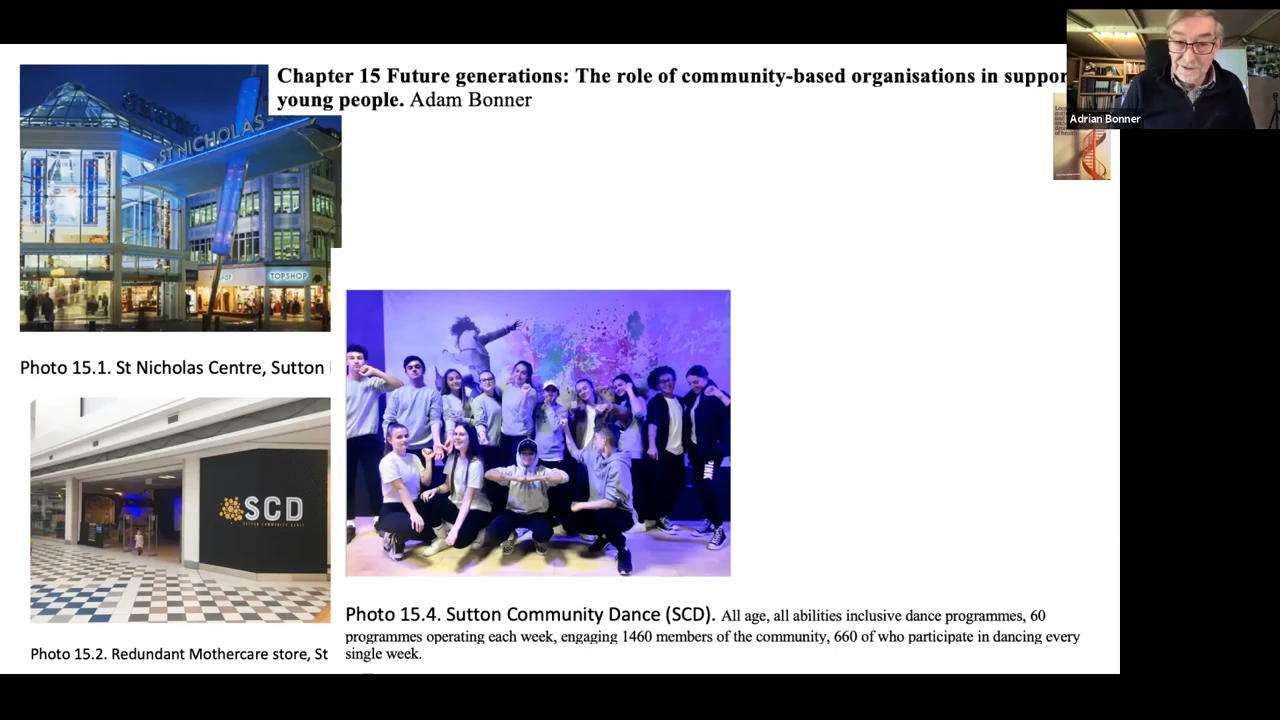 Chapter 15 Future generations: The role of community-based organisations in suppor
young people. Adam Bonner
Adrian Bonner
ST NICHOLAS
TOPSHOP
Photo 15.1. St Nicholas Centre, Sutton
SCD
SUTTON COMMUNITY DANCE
PINK
Photo 15.4. Sutton Community Dance (SCD). All age, all abilities inclusive dance programmes, 60
programmes operating each week, engaging 1460 members of the community, 660 of who participate in dancing every
single week.
Photo 15.2. Redundant Mothercare store, St